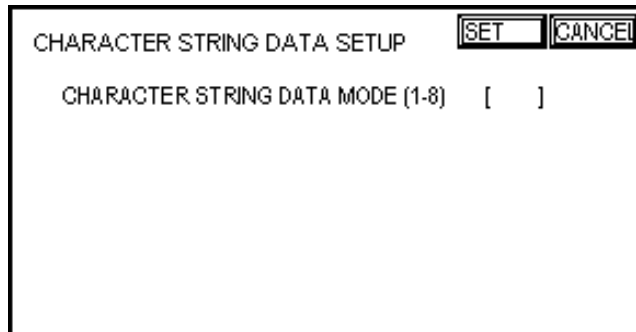 CHARACTER STRING DATA SETUP SET CANCEL
CHARACTER STRING DATA MODE (1-8) [ ]